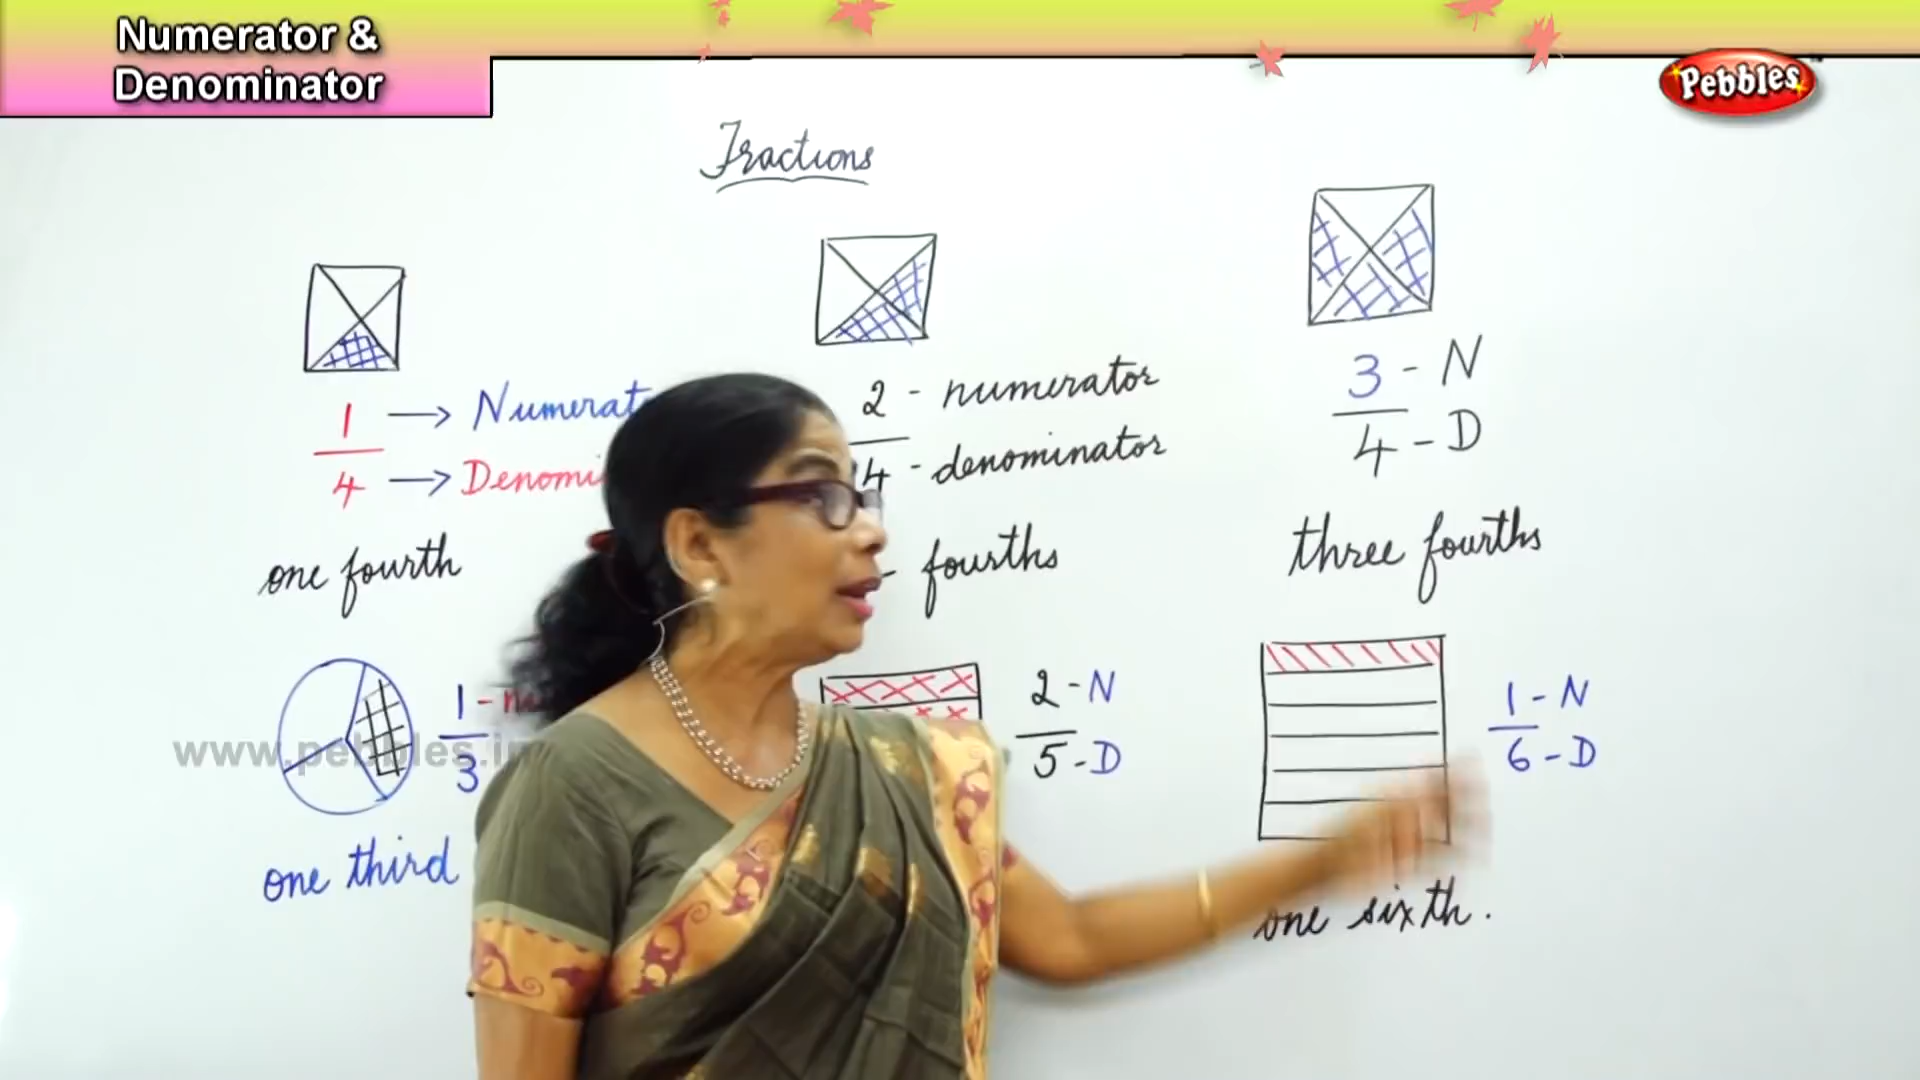 Numerator &
Denominator
Pebbles
Fractions
1 → Numerat
4 → Denomi
one fourth
2 - numerator
4 - denominator
fourths
3 - N
4 - D
three fourths
1 -
3
one third
2 - N
5 - D
1 - N
6 - D
one sixth.
www.pebbles.in